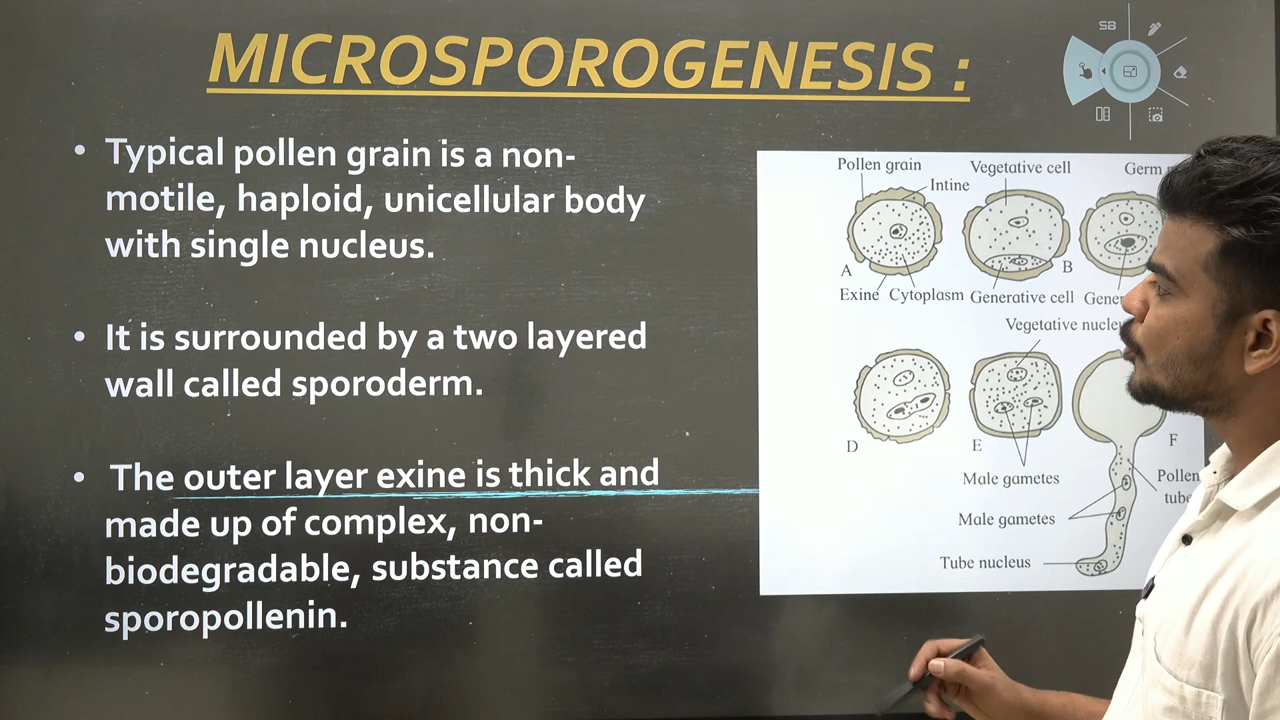 MICROSPOROGENESIS :
SB
• Typical pollen grain is a non-
motile, haploid, unicellular body
with single nucleus.
• It is surrounded by a two layered
wall called sporoderm.
• The outer layer exine is thick and
made up of complex, non-
biodegradable, substance called
sporopollenin.
Pollen grain
Vegetative cell
Germ
Intine
A
B
Exine
Cytoplasm
Generative cell
Vegetative
D
E
F
Male gametes
Pollen
Male gametes
Tube nucleus